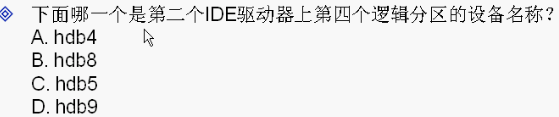 下面哪一个是第二个IDE驱动器上第四个逻辑分区的设备名称?
A. hdb4
B. hdb8
C. hdb5
D. hdb9